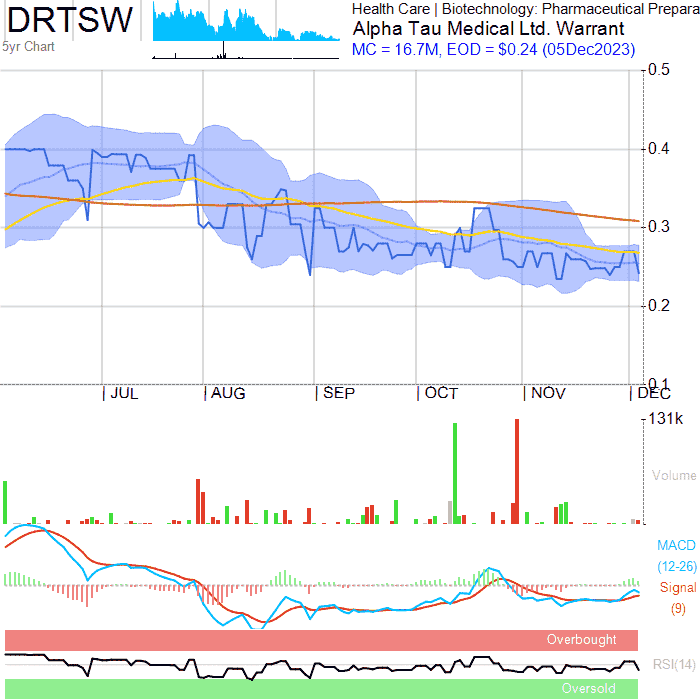 DRTSW
5yr Chart
Health Care | Biotechnology: Pharmaceutical Prepara
Alpha Tau Medical Ltd. Warrant
MC = 16.7M, EOD = $0.24 (05Dec2023)
0.5
0.4
0.3
0.2
0.1
JUL AUG SEP OCT NOV DEC
131k
Volume
MACD
(12-26)
Signal
(9)
Overbought
RSI(14)
Oversold